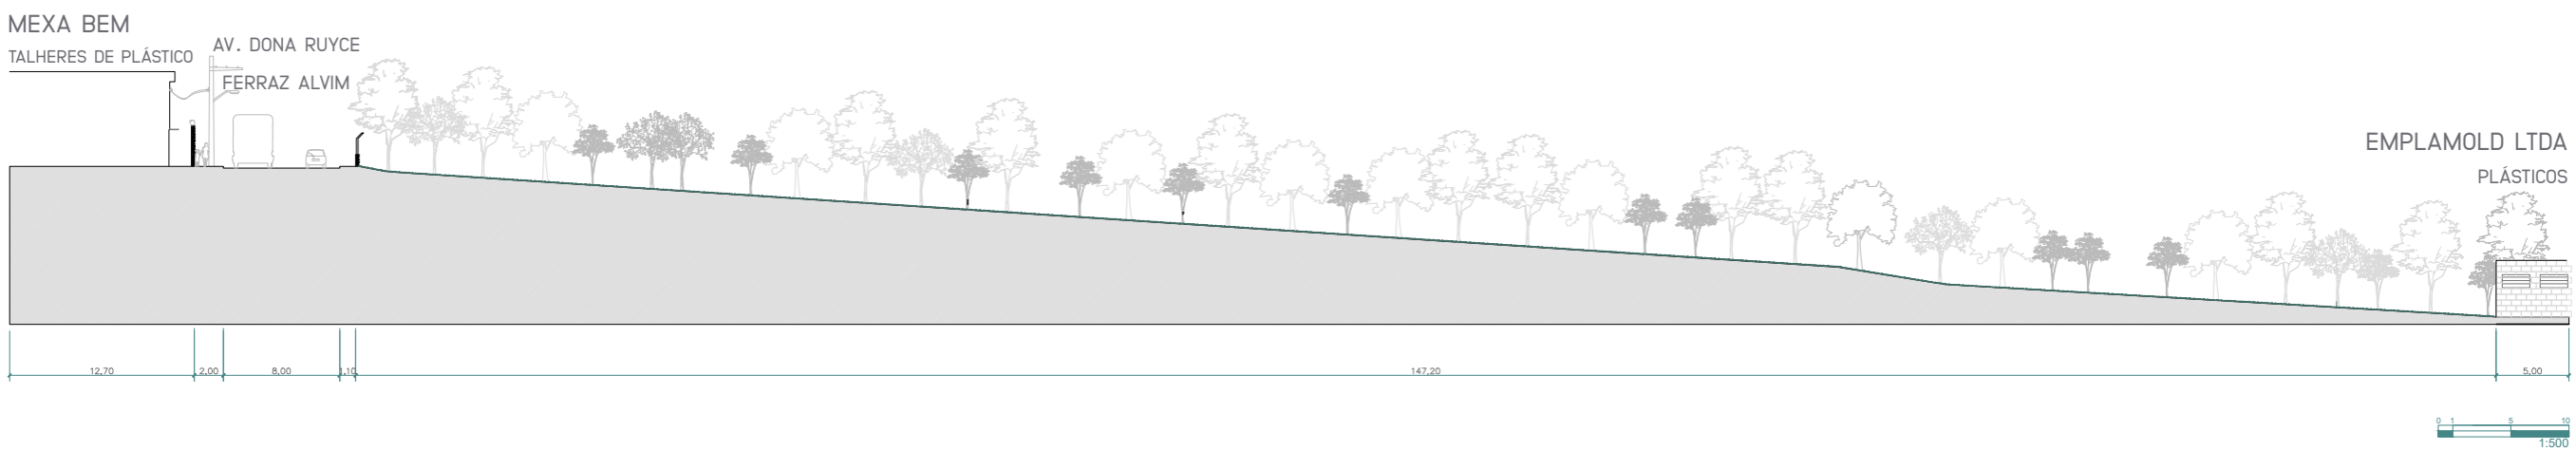 MEXA BEM
TALHERES DE PLÁSTICO
AV. DONA RUYCE
FERRAZ ALVIM
EMPLAMOLD LTDA
PLÁSTICOS
12,70
2,00
8,00
1,10
147,20
5,00
0 1 5 10
1:500